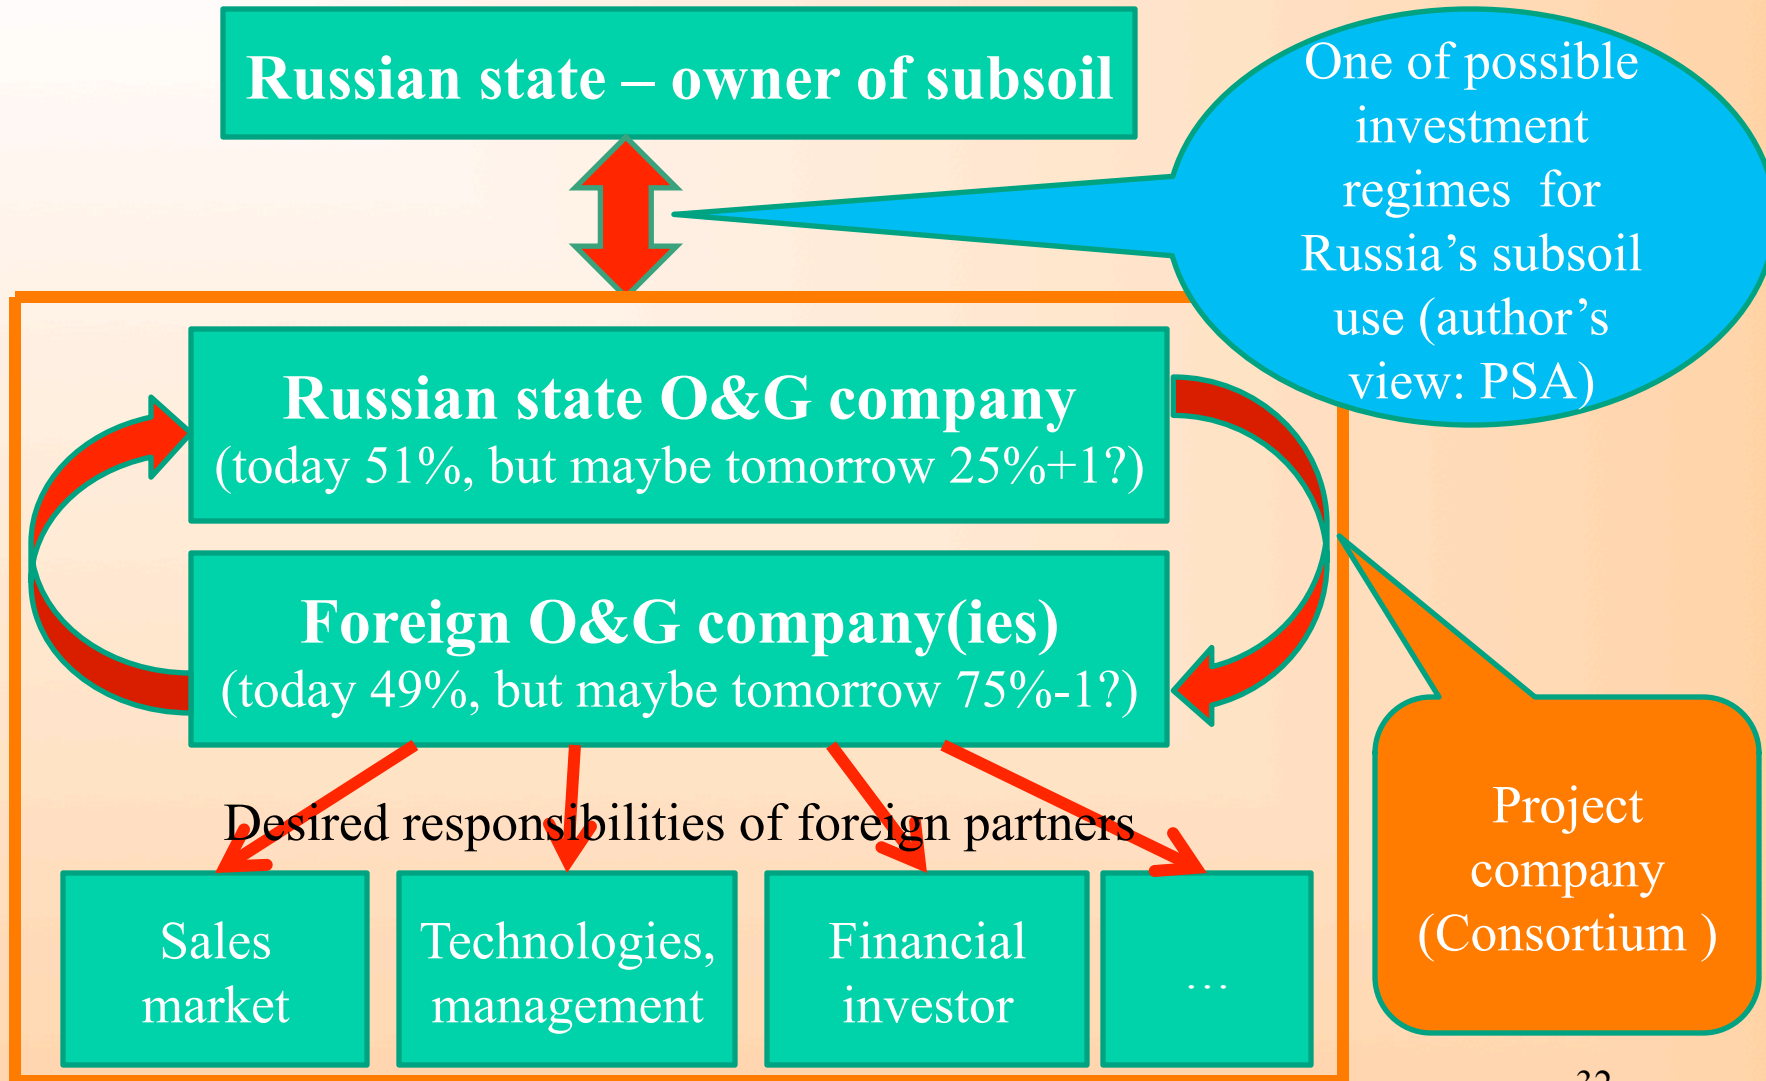 Russian state – owner of subsoil
One of possible
investment
regimes for
Russia’s subsoil
use (author’s
view: PSA)
Russian state O&G company
(today 51%, but maybe tomorrow 25%+1?)
Foreign O&G company(ies)
(today 49%, but maybe tomorrow 75%-1?)
Desired responsibilities of foreign partners
Sales
market
Technologies,
management
Financial
investor
…
Project
company
(Consortium )
32